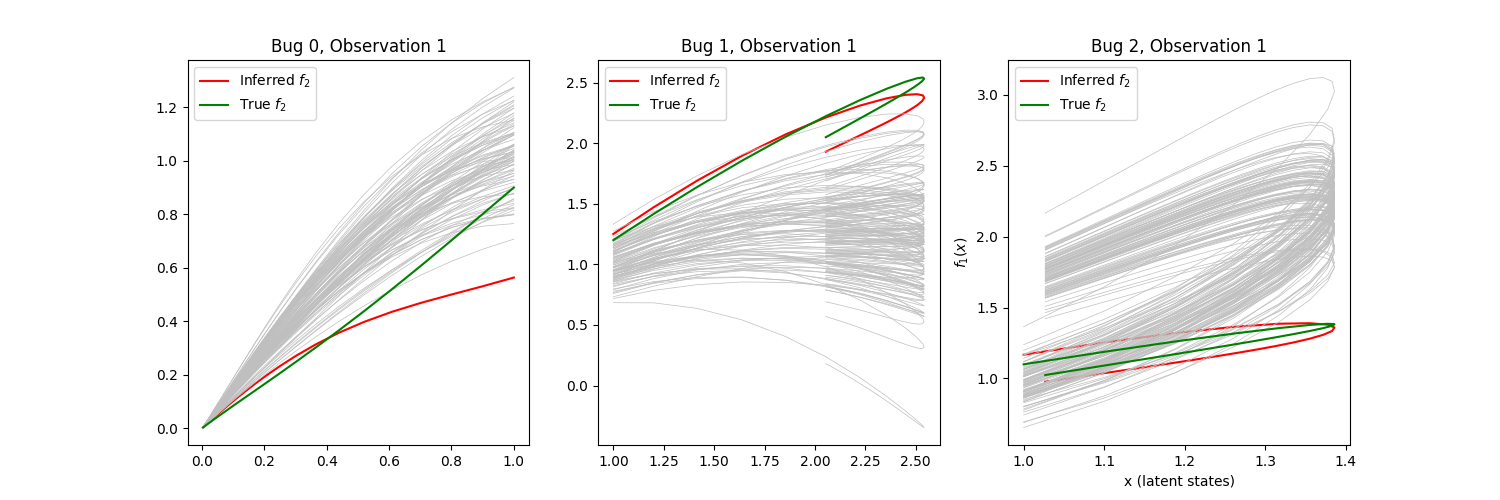 Bug 0, Observation 1
Inferred f₂
True f₂
1.2
1.0
0.8
0.6
0.4
0.2
0.0
0.0 0.2 0.4 0.6 0.8 1.0
Bug 1, Observation 1
Inferred f₂
True f₂
2.5
2.0
1.5
1.0
0.5
0.0
1.00 1.25 1.50 1.75 2.00 2.25 2.50
Bug 2, Observation 1
Inferred f₂
True f₂
3.0
2.5
2.0
1.5
1.0
f₁(x)
1.0 1.1 1.2 1.3 1.4
x (latent states)